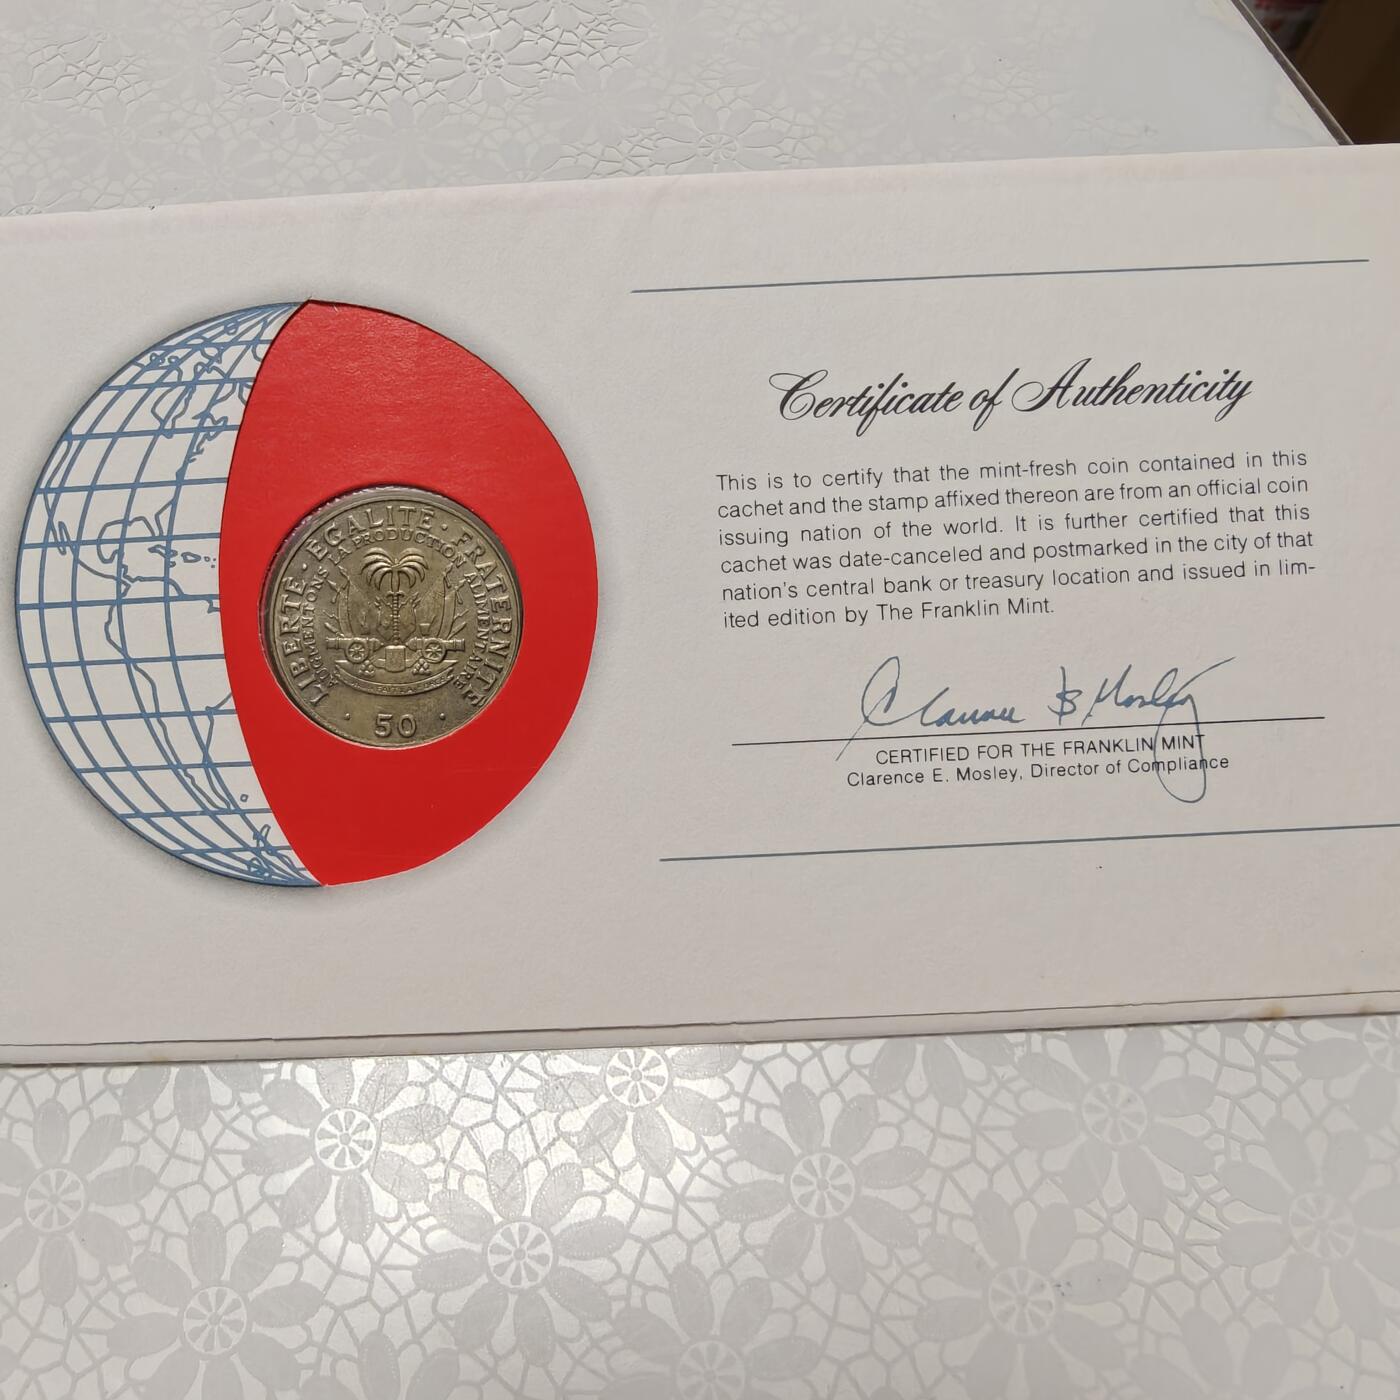 LIBERTÉ · EGALITÉ · FRATERNITÉ
AUGMENTONS LA PRODUCTION ALIMENTAIRE
· 50 ·
Certificate of Authenticity
This is to certify that the mint-fresh coin contained in this
cachet and the stamp affixed thereon are from an official coin
issuing nation of the world. It is further certified that this
cachet was date-canceled and postmarked in the city of that
nation's central bank or treasury location and issued in lim-
ited edition by The Franklin Mint.
CERTIFIED FOR THE FRANKLIN MINT
Clarence E. Mosley, Director of Compliance